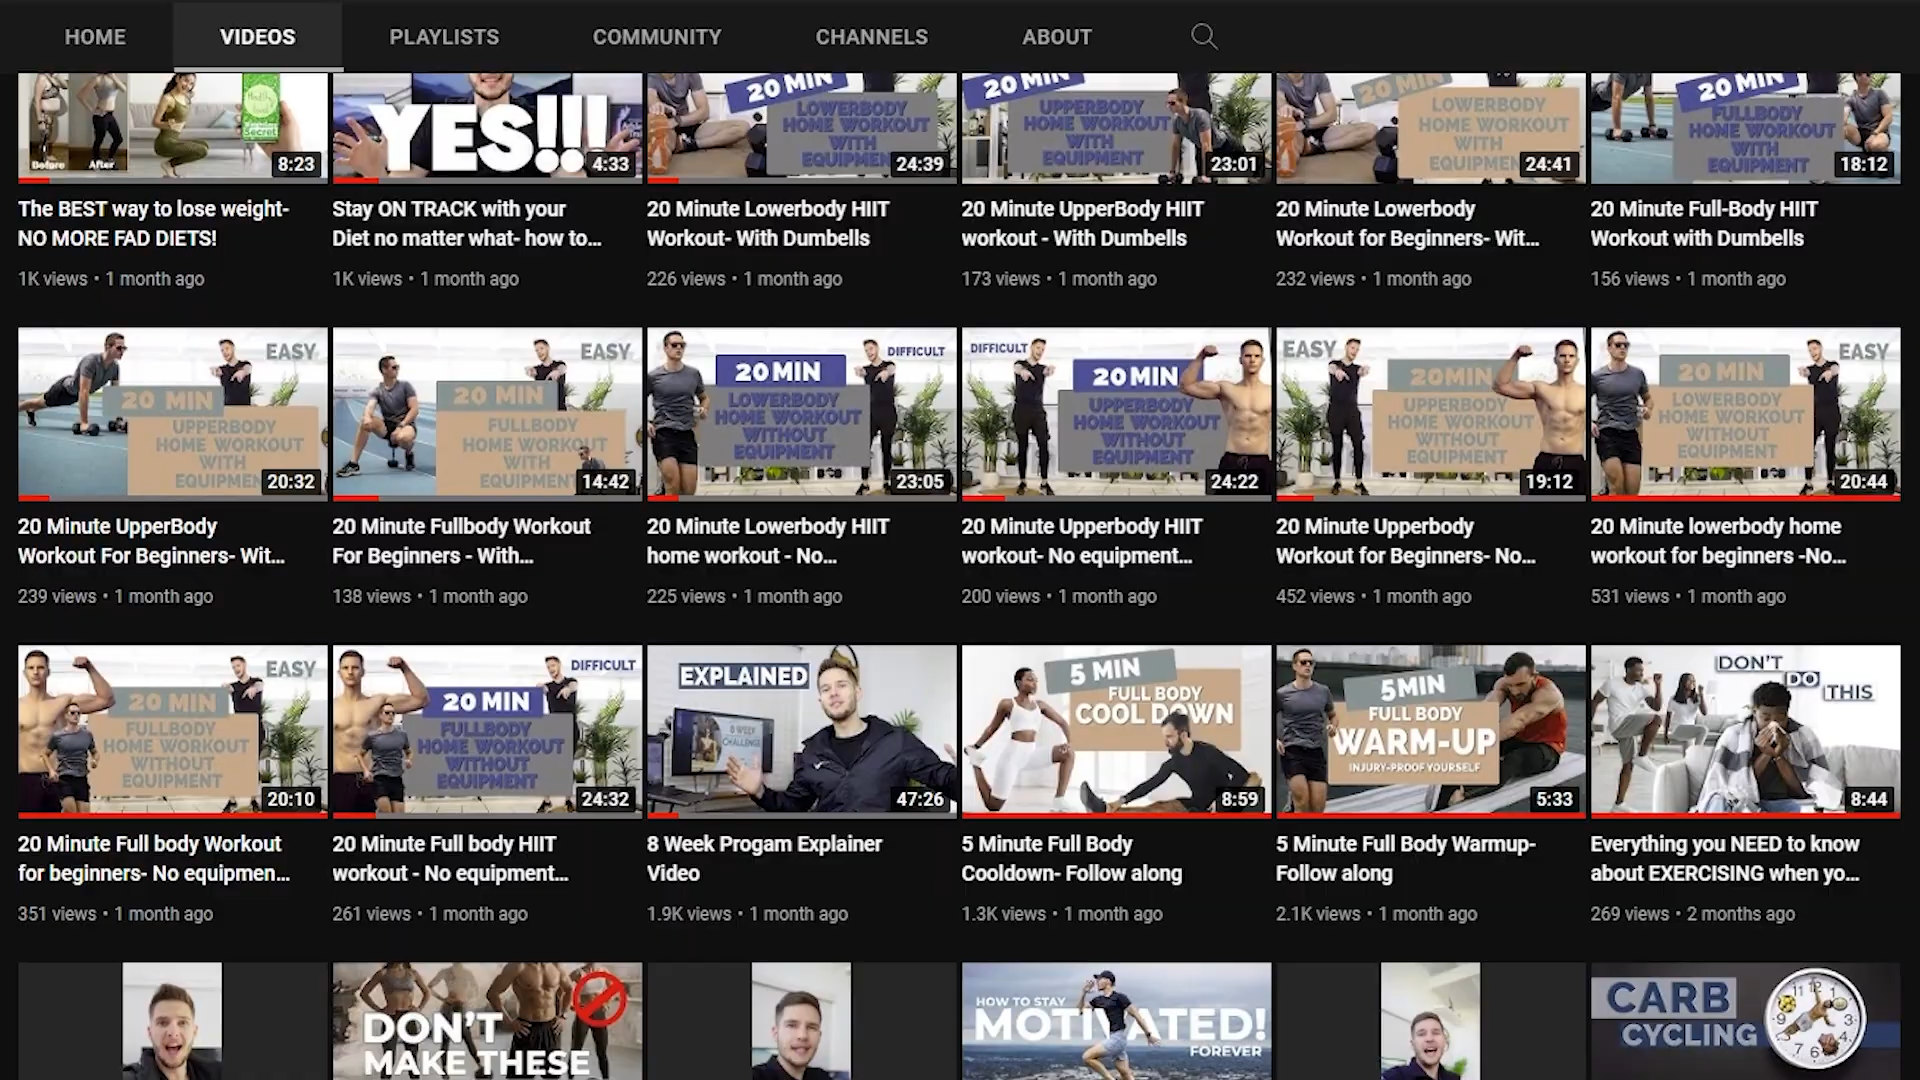 HOME VIDEOS PLAYLISTS COMMUNITY CHANNELS ABOUT
Before After
Secret
8:23
YES!!!
4:33
20 MIN
LOWERBODY
HOME WORKOUT
WITH
EQUIPMEN
24:39
20 MIN
UPPERBODY
HOME WORKOUT
WITH
EQUIPMENT
23:01
20 MIN
LOWERBODY
HOME WORKOUT
WITH
EQUIPMEN
24:41
20 MIN
FULLBODY
HOME WORKOUT
WITH
EQUIPMENT
18:12
The BEST way to lose weight-
NO MORE FAD DIETS!
1K views • 1 month ago
Stay ON TRACK with your
Diet no matter what- how to...
1K views • 1 month ago
20 Minute Lowerbody HIIT
Workout- With Dumbells
226 views • 1 month ago
20 Minute UpperBody HIIT
workout - With Dumbells
173 views • 1 month ago
20 Minute Lowerbody
Workout for Beginners- Wit...
232 views • 1 month ago
20 Minute Full-Body HIIT
Workout with Dumbells
156 views • 1 month ago
EASY
20 MIN
UPPERBODY
HOME WORKOUT
WITH
EQUIPMEN
20:32
EASY
20 MIN
FULLBODY
HOME WORKOUT
WITH
EQUIPMENT
14:42
DIFFICULT
20 MIN
LOWERBODY
HOME WORKOUT
WITHOUT
EQUIPMENT
23:05
DIFFICULT
20 MIN
UPPERBODY
HOME WORKOUT
WITHOUT
EQUIPMENT
24:22
EASY
20MIN
UPPERBODY
HOME WORKOUT
WITHOUT
EQUIPMENT
19:12
EASY
20 MIN
LOWERBODY
HOME WORKOUT
WITHOUT
EQUIPMENT
20:44
20 Minute UpperBody
Workout For Beginners- Wit...
239 views • 1 month ago
20 Minute Fullbody Workout
For Beginners - With...
138 views • 1 month ago
20 Minute Lowerbody HIIT
home workout - No...
225 views • 1 month ago
20 Minute Upperbody HIIT
workout- No equipment...
200 views • 1 month ago
20 Minute Upperbody
Workout for Beginners- No...
452 views • 1 month ago
20 Minute lowerbody home
workout for beginners -No...
531 views • 1 month ago
EASY
20 MIN
FULLBODY
HOME WORKOUT
WITHOUT
EQUIPMENT
20:10
DIFFICULT
20 MIN
FULLBODY
HOME WORKOUT
WITHOUT
EQUIPMENT
24:32
EXPLAINED
8 WEEK
CHALLENGE
47:26
5 MIN
FULL BODY
COOL DOWN
8:59
5MIN
FULL BODY
WARM-UP
INJURY-PROOF YOURSELF
5:33
DON'T
DO
THIS
8:44
20 Minute Full body Workout
for beginners- No equipmen...
351 views • 1 month ago
20 Minute Full body HIIT
workout - No equipment...
261 views • 1 month ago
8 Week Progam Explainer
Video
1.9K views • 1 month ago
5 Minute Full Body
Cooldown- Follow along
1.3K views • 1 month ago
5 Minute Full Body Warmup-
Follow along
2.1K views • 1 month ago
Everything you NEED to know
about EXERCISING when yo...
269 views • 2 months ago
DON'T
MAKE THESE
HOW TO STAY
MOTIVATED!
FOREVER
CARB
CYCLING